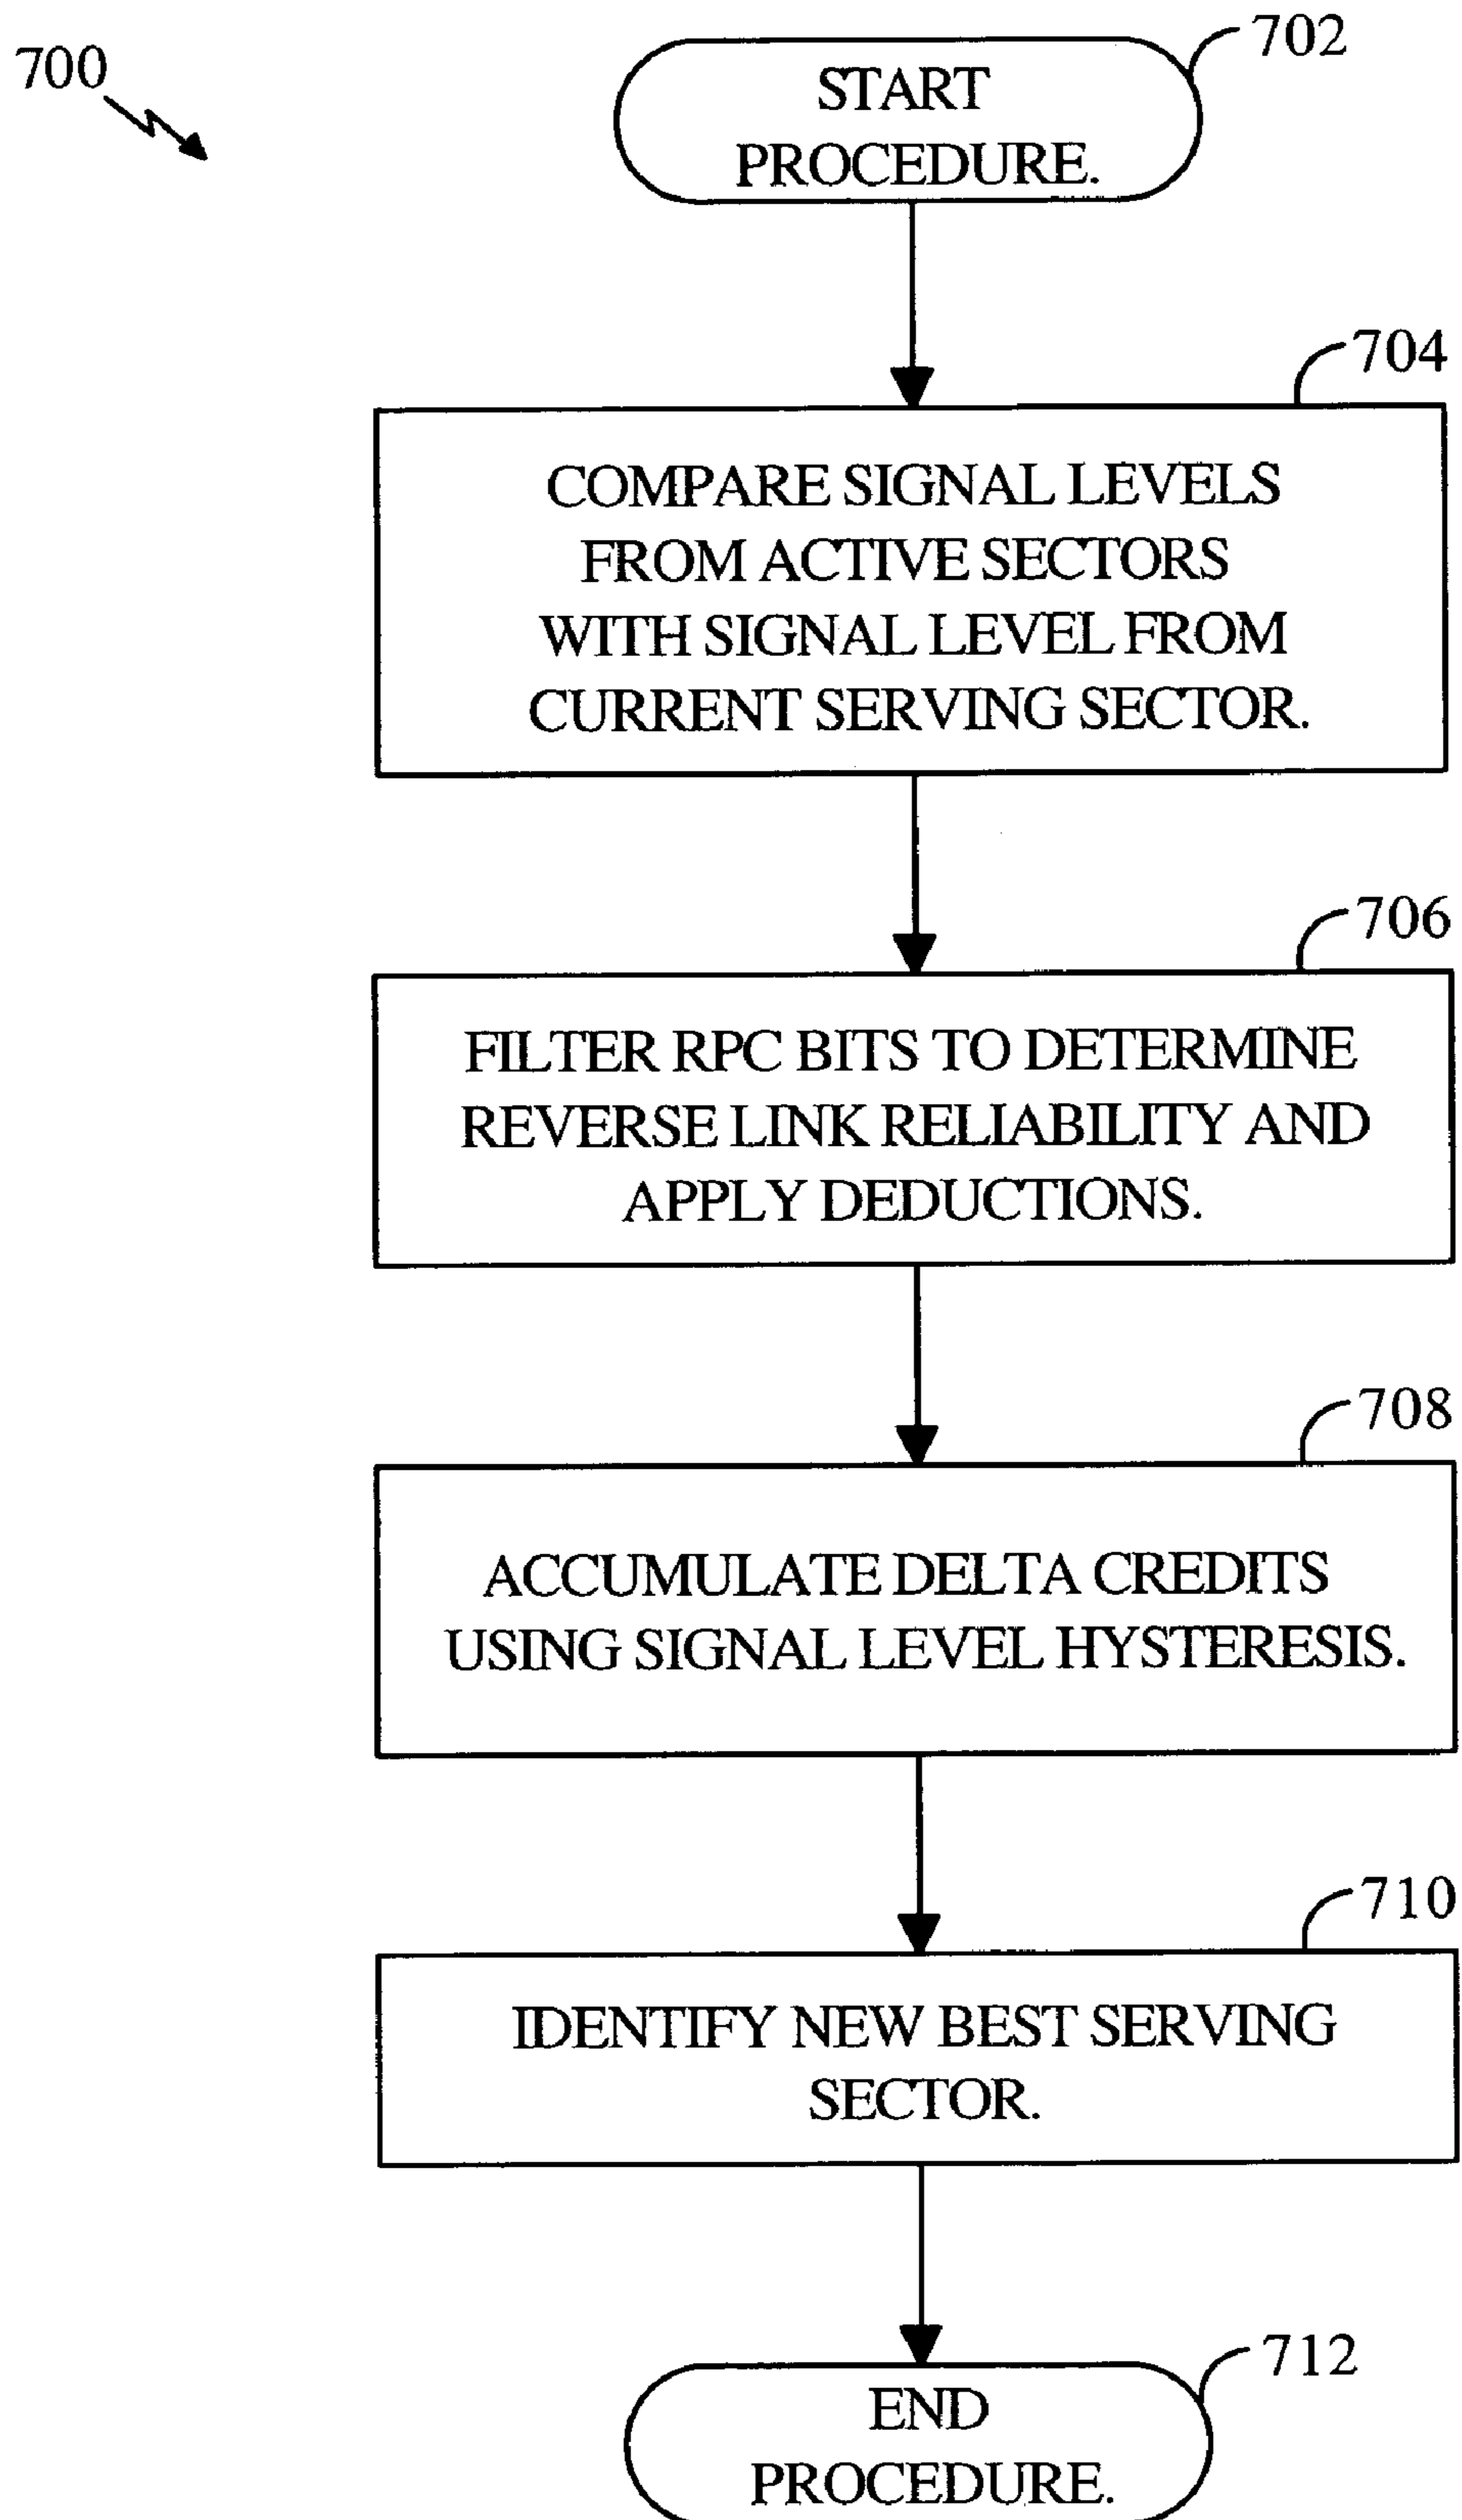 700
702
START
PROCEDURE.
704
COMPARE SIGNAL LEVELS
FROM ACTIVE SECTORS
WITH SIGNAL LEVEL FROM
CURRENT SERVING SECTOR.
706
FILTER RPC BITS TO DETERMINE
REVERSE LINK RELIABILITY AND
APPLY DEDUCTIONS.
708
ACCUMULATE DELTA CREDITS
USING SIGNAL LEVEL HYSTERESIS.
710
IDENTIFY NEW BEST SERVING
SECTOR.
712
END
PROCEDURE.